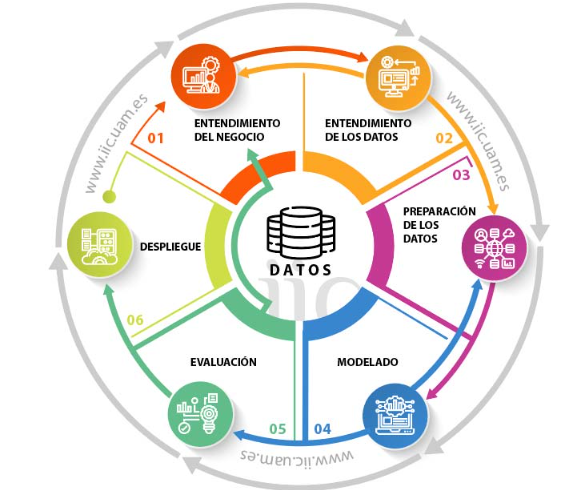 www.iic.uam.es
www.iic.uam.es
01
ENTENDIMIENTO
DEL NEGOCIO
ENTENDIMIENTO
DE LOS DATOS
02
03
PREPARACIÓN
DE LOS
DATOS
DATOS
iic
DESPLIEGUE
06
EVALUACIÓN
MODELADO
05
04
www.iic.uam.es